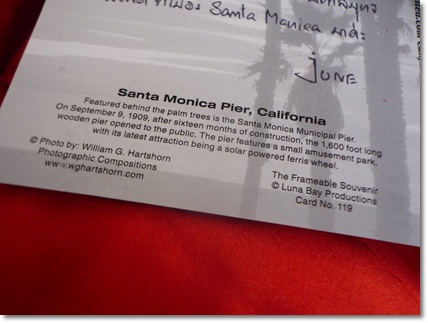 Santa Monica
JUNE
Santa Monica Pier, California
Featured behind the palm trees is the Santa Monica Municipal Pier.
On September 9, 1909, after sixteen months of construction, the 1,600 foot long
wooden pier opened to the public. The pier features a small amusement park,
with its latest attraction being a solar powered ferris wheel.
© Photo by: William G. Hartshorn
Photographic Compositions
www.wghartshorn.com
The Frameable Souvenir
© Luna Bay Productions
Card No. 119